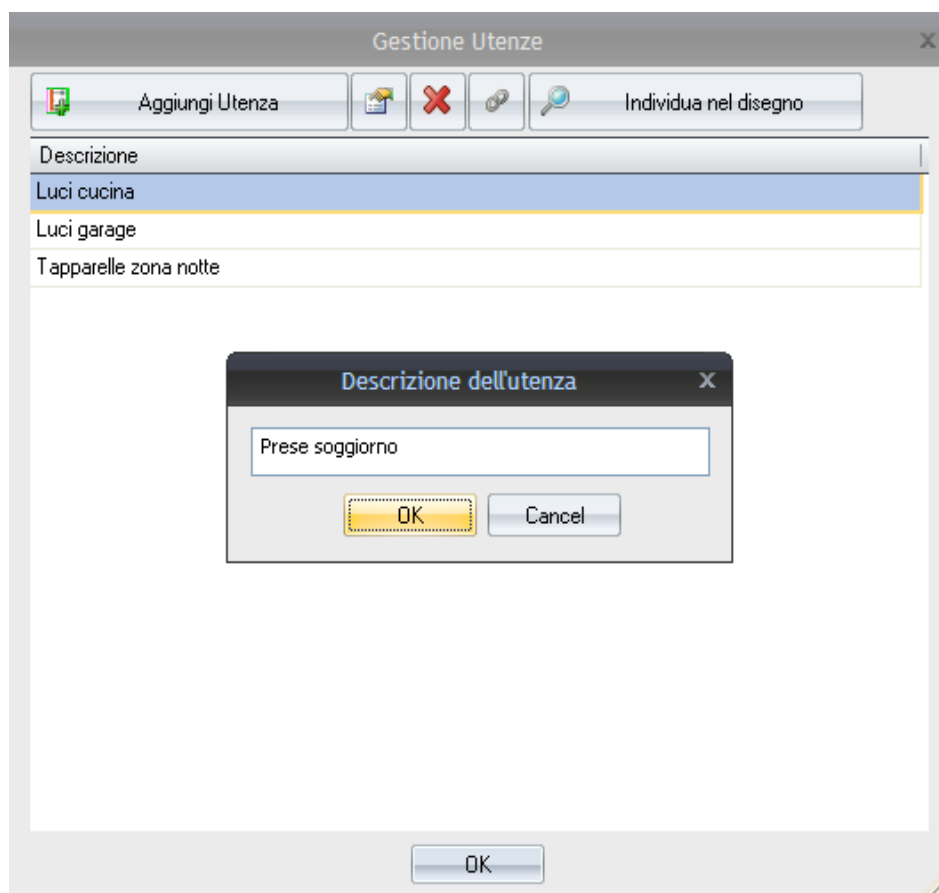 Gestione Utenze
Aggiungi Utenza Individua nel disegno
Descrizione
Luci cucina
Luci garage
Tapparelle zona notte
Descrizione dell'utenza
Prese soggiorno
OK Cancel
OK